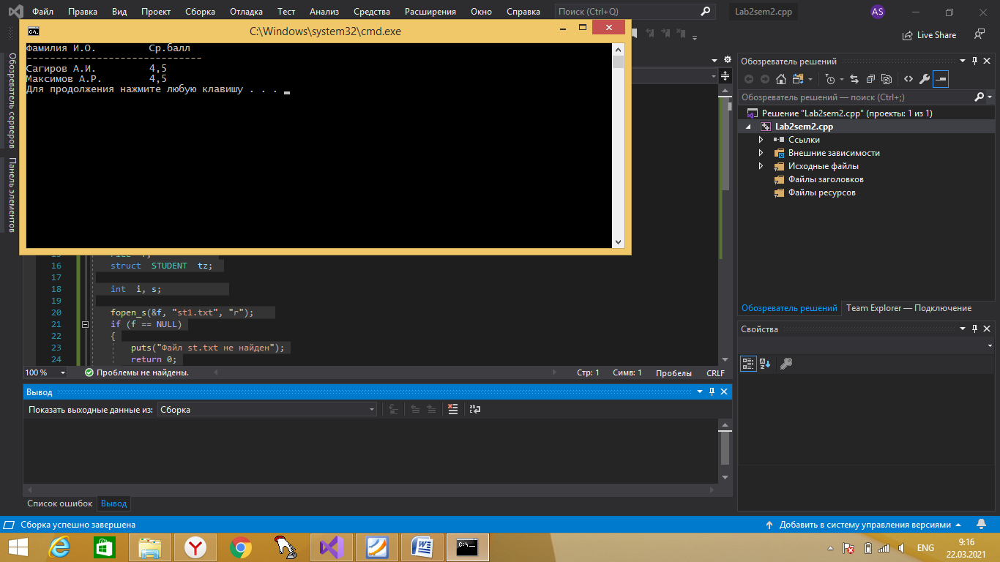 Файл Правка Вид Проект Сборка Отладка Тест Анализ Средства Расширения Окно Справка Поиск (Ctrl+Q) Lab2sem2.cpp AS
Live Share
C:\Windows\system32\cmd.exe
Фамилия И.О. Ср.балл
------------------------------
Сагиров А.И. 4,5
Максимов А.Р. 4,5
Для продолжения нажмите любую клавишу . . .
Обозреватель серверов
Панель элементов
16 struct STUDENT tz;
17
18 int i, s;
19
20 fopen_s(&f, "st1.txt", "r");
21 if (f == NULL)
22 {
23 puts("Файл st.txt не найден");
24 return 0;
100 % Проблемы не найдены. Стр: 1 Симв: 1 Пробелы CRLF
Вывод
Показать выходные данные из: Сборка
Список ошибок Вывод
Обозреватель решений
Обозреватель решений — поиск (Ctrl+;)
Решение "Lab2sem2.cpp" (проекты: 1 из 1)
Lab2sem2.cpp
Ссылки
Внешние зависимости
Исходные файлы
Файлы заголовков
Файлы ресурсов
Обозреватель решений Team Explorer — Подключение
Свойства
Сборка успешно завершена Добавить в систему управления версиями
ENG 9:16
22.03.2021